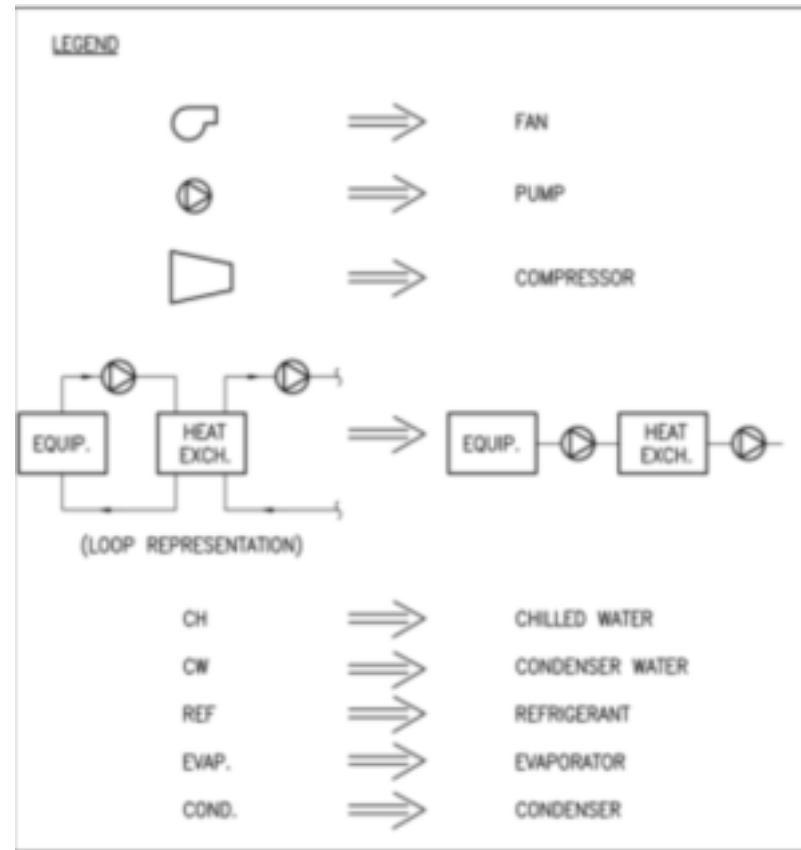 LEGEND
FAN
PUMP
COMPRESSOR
EQUIP.
HEAT
EXCH.
EQUIP.
HEAT
EXCH.
(LOOP REPRESENTATION)
CH CHILLED WATER
CW CONDENSER WATER
REF REFRIGERANT
EVAP. EVAPORATOR
COND. CONDENSER